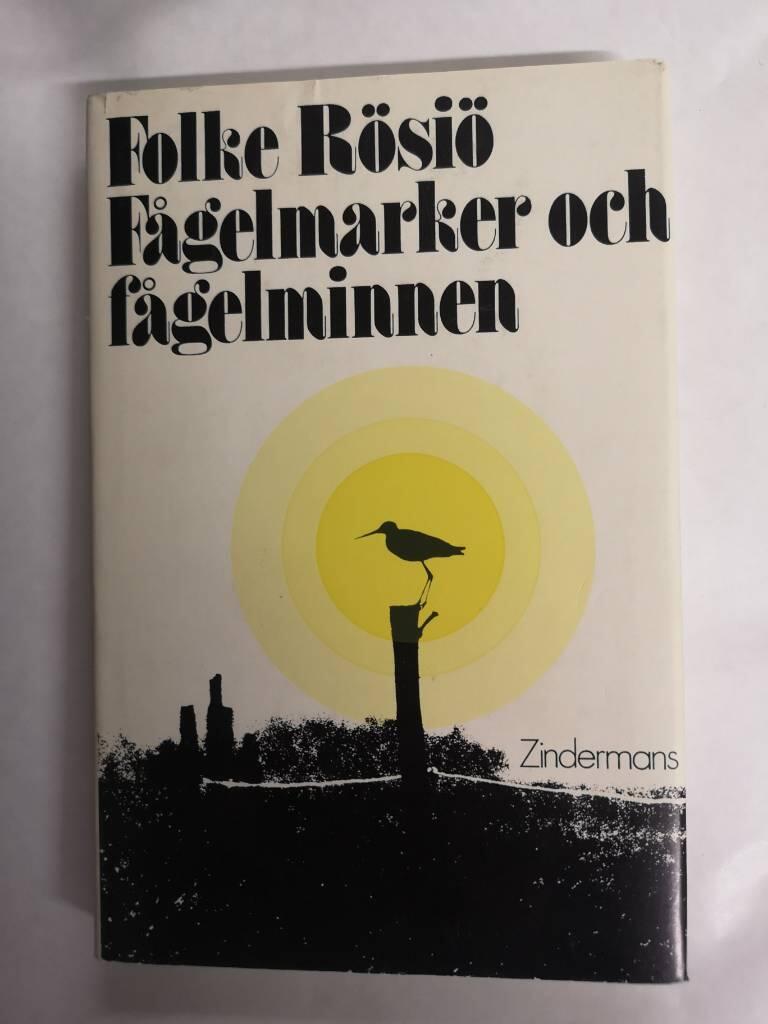 Folke Rösiö
Fågelmarker och
fågelminnen
Zindermans